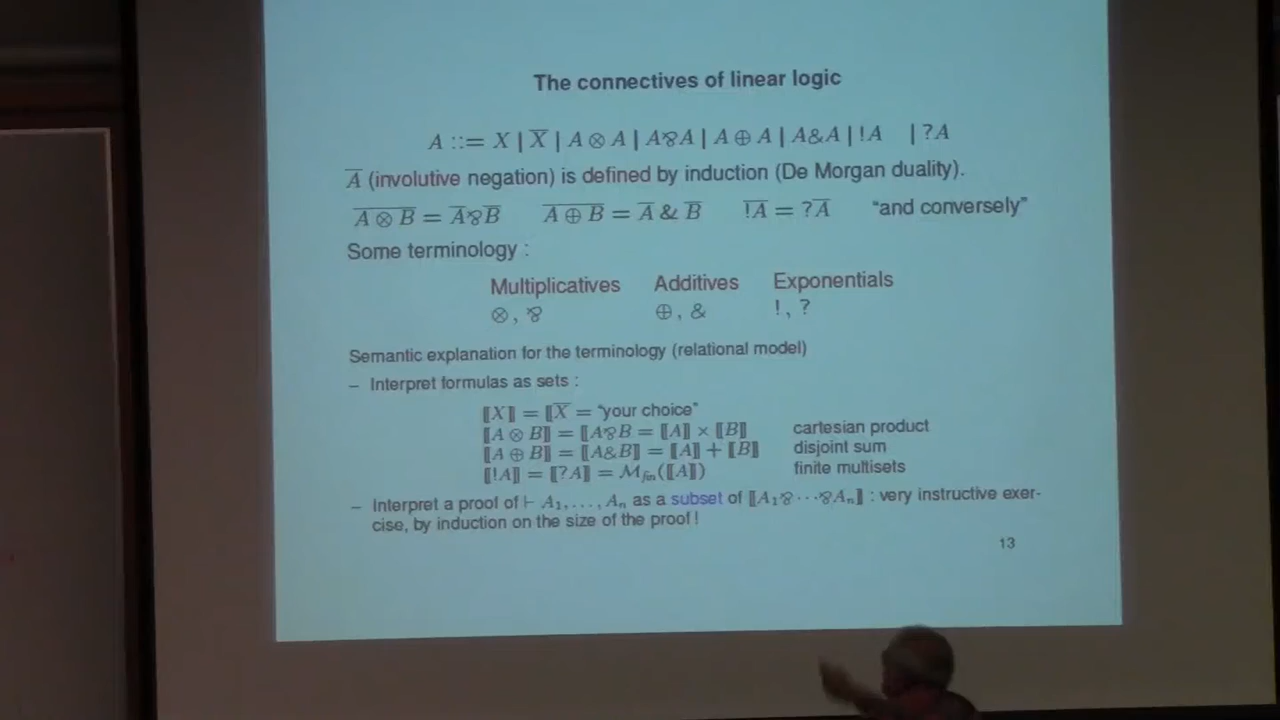 The connectives of linear logic
A ::= X | X̅ | A ⊗ A | A⅋A | A ⊕ A | A&A | !A | ?A
A̅ (involutive negation) is defined by induction (De Morgan duality).
\overline{A ⊗ B} = A̅⅋B̅ \overline{A ⊕ B} = A̅ & B̅ \overline{!A} = ?A̅ “and conversely”
Some terminology :
Multiplicatives Additives Exponentials
⊗, ⅋ ⊕, & !, ?
Semantic explanation for the terminology (relational model)
– Interpret formulas as sets :
⟦X⟧ = ⟦X̅ = “your choice”
⟦A ⊗ B⟧ = ⟦A⅋B = ⟦A⟧ × ⟦B⟧ cartesian product
⟦A ⊕ B⟧ = ⟦A&B⟧ = ⟦A⟧ + ⟦B⟧ disjoint sum
⟦!A⟧ = ⟦?A⟧ = M_fin(⟦A⟧) finite multisets
– Interpret a proof of ⊢ A₁, . . . , Aₙ as a subset of ⟦A₁⅋ · · · ⅋Aₙ⟧ : very instructive exer-
cise, by induction on the size of the proof !
13